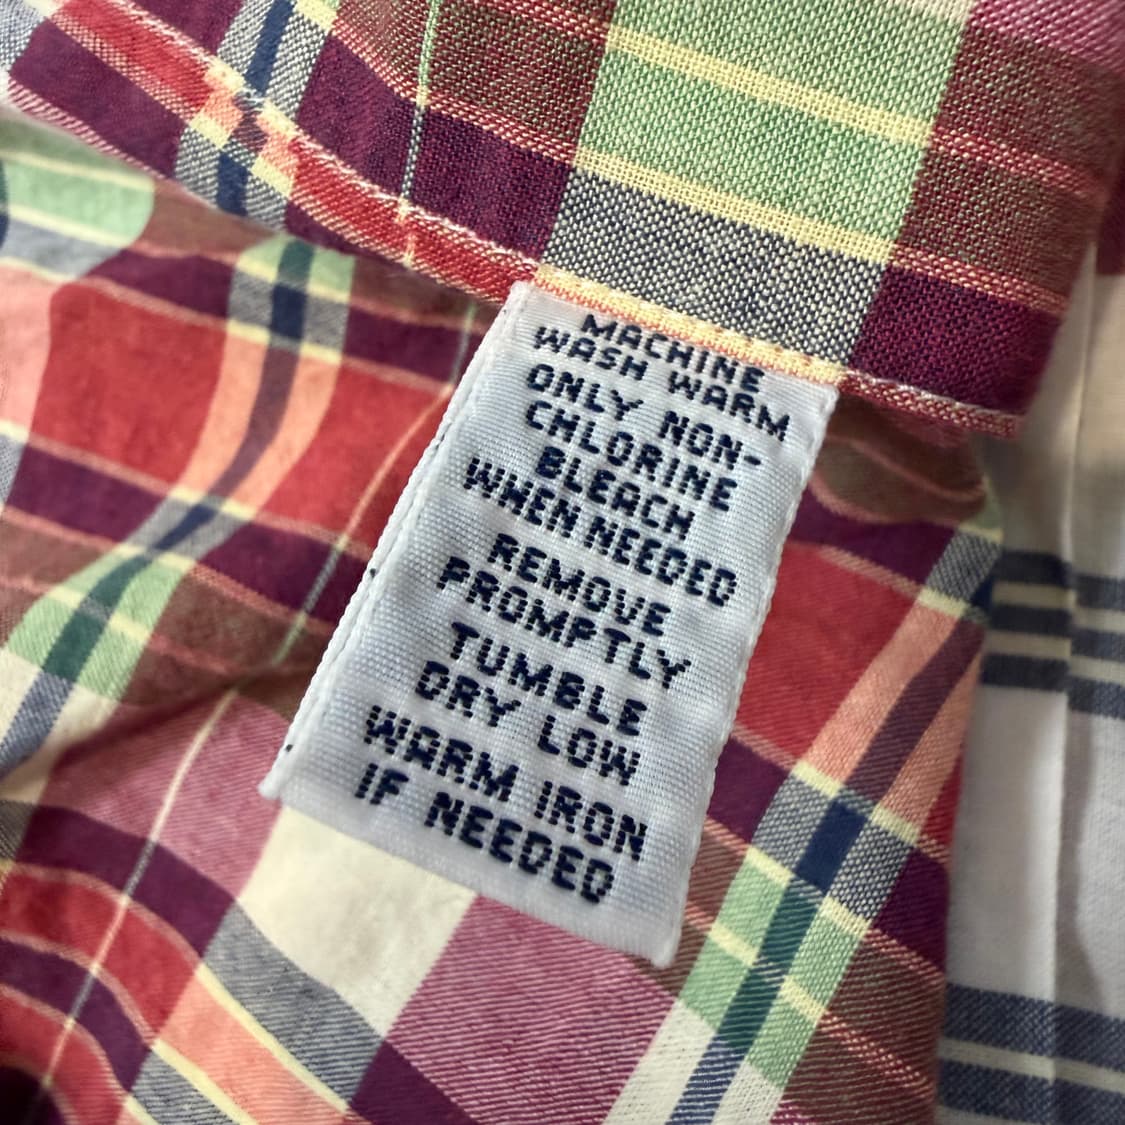 MACHINE
WASH WARM
ONLY NON-
CHLORINE
BLEACH
WHEN NEEDED
REMOVE
PROMPTLY
TUMBLE
DRY LOW
WARM IRON
IF NEEDED